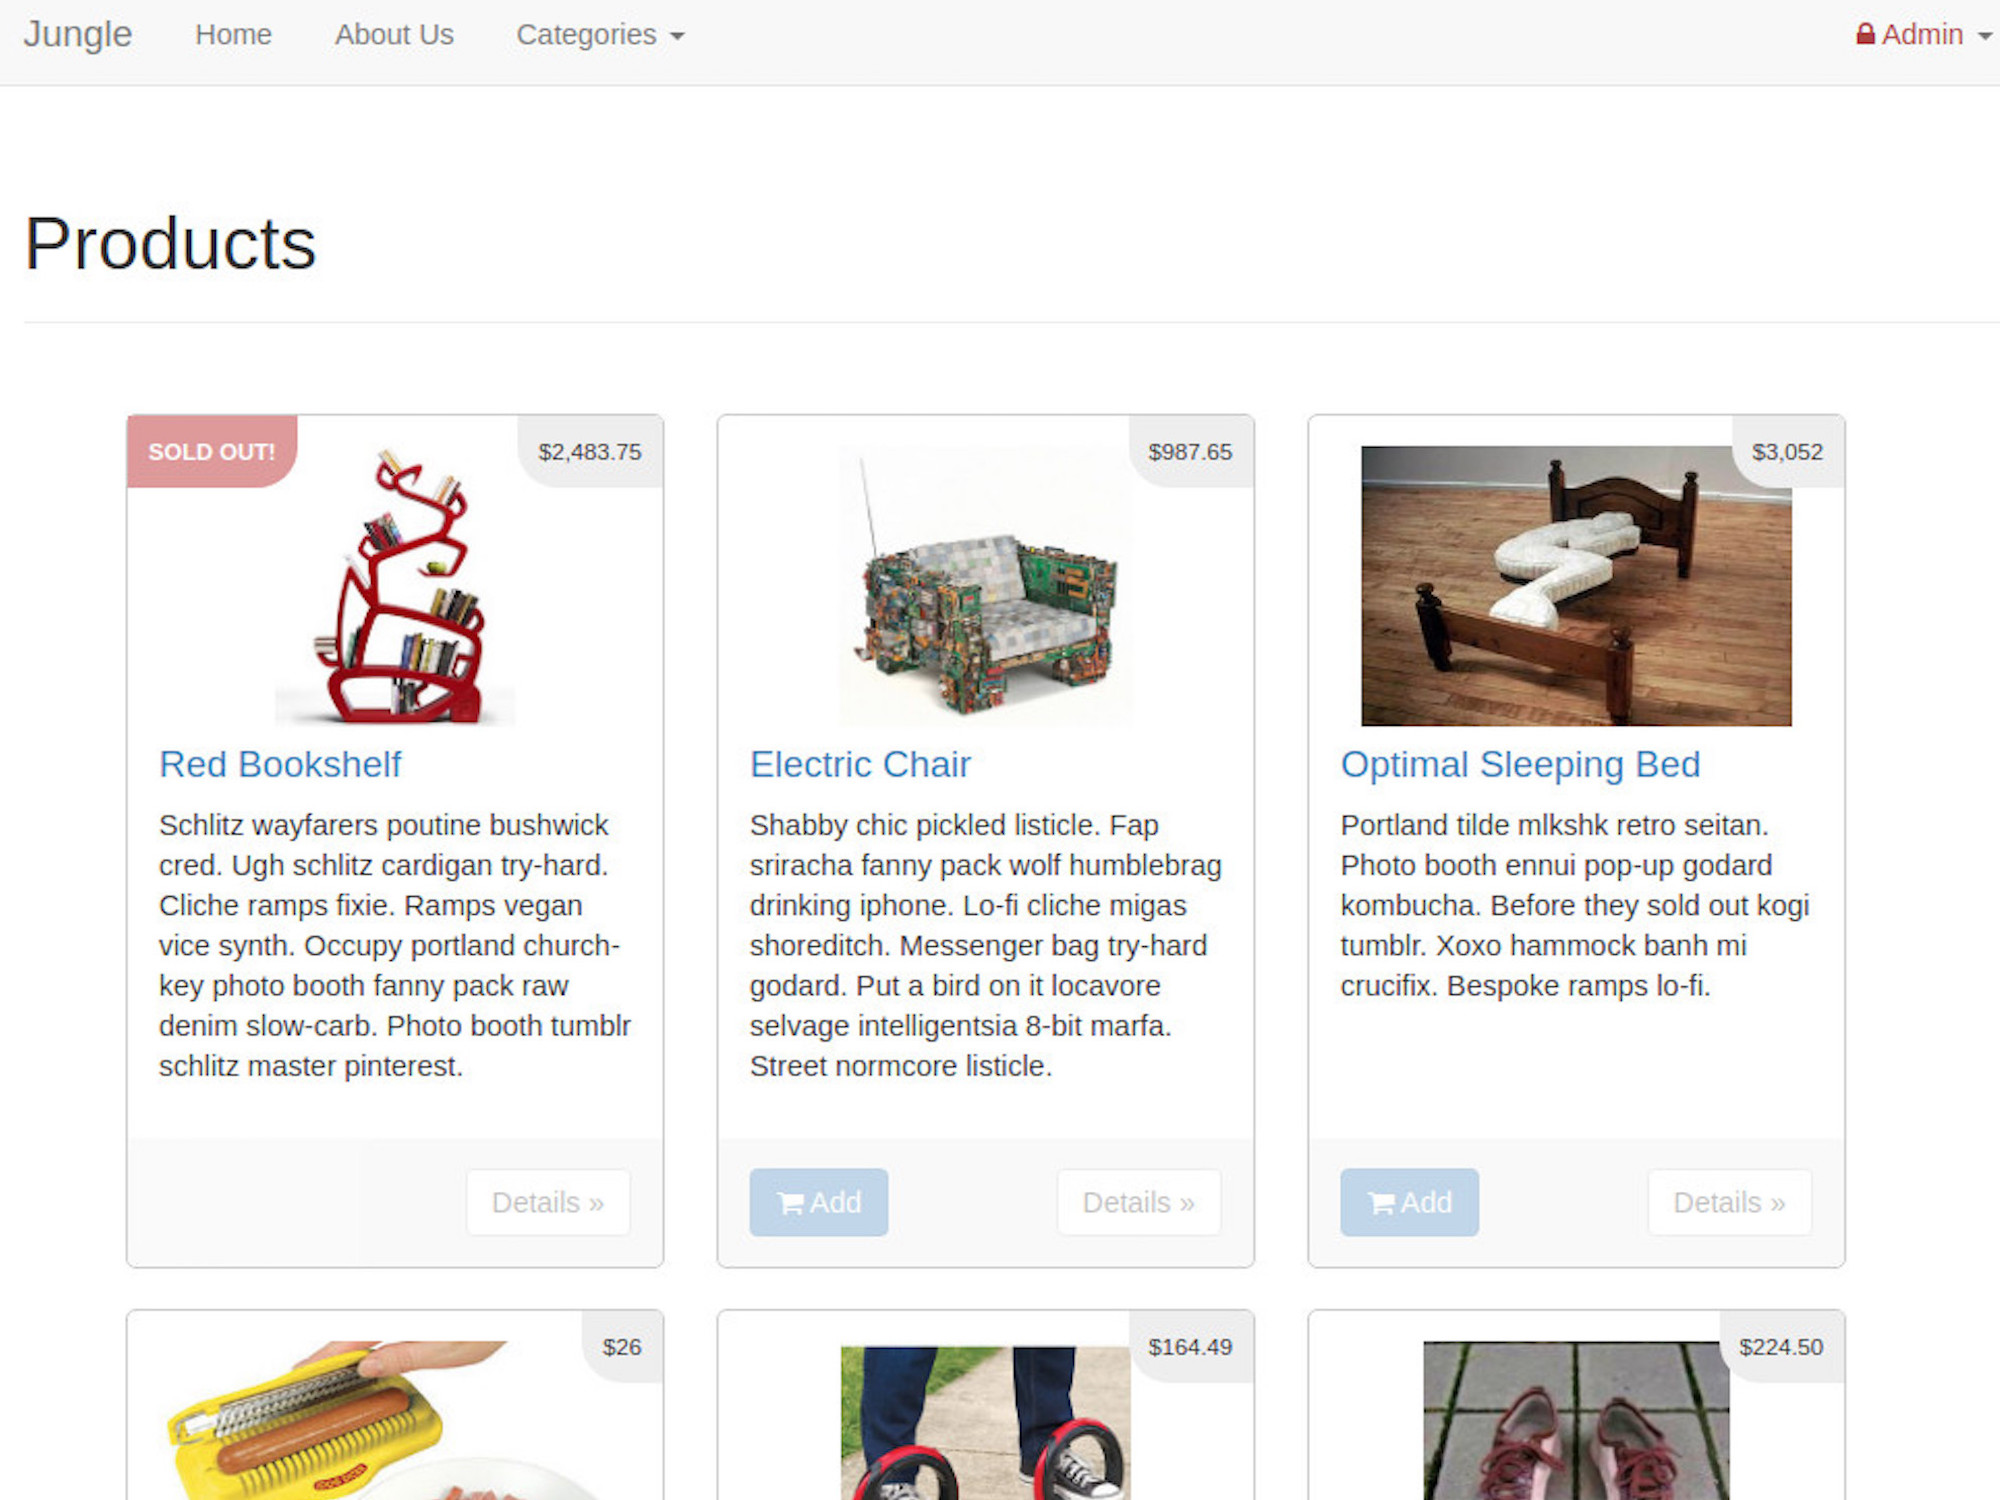 Jungle Home About Us Categories Admin
Products
SOLD OUT! $2,483.75
Red Bookshelf
Schlitz wayfarers poutine bushwick
cred. Ugh schlitz cardigan try-hard.
Cliche ramps fixie. Ramps vegan
vice synth. Occupy portland church-
key photo booth fanny pack raw
denim slow-carb. Photo booth tumblr
schlitz master pinterest.
Details »
$987.65
Electric Chair
Shabby chic pickled listicle. Fap
sriracha fanny pack wolf humblebrag
drinking iphone. Lo-fi cliche migas
shoreditch. Messenger bag try-hard
godard. Put a bird on it locavore
selvage intelligentsia 8-bit marfa.
Street normcore listicle.
Add Details »
$3,052
Optimal Sleeping Bed
Portland tilde mlkshk retro seitan.
Photo booth ennui pop-up godard
kombucha. Before they sold out kogi
tumblr. Xoxo hammock banh mi
crucifix. Bespoke ramps lo-fi.
Add Details »
$26
$164.49
$224.50